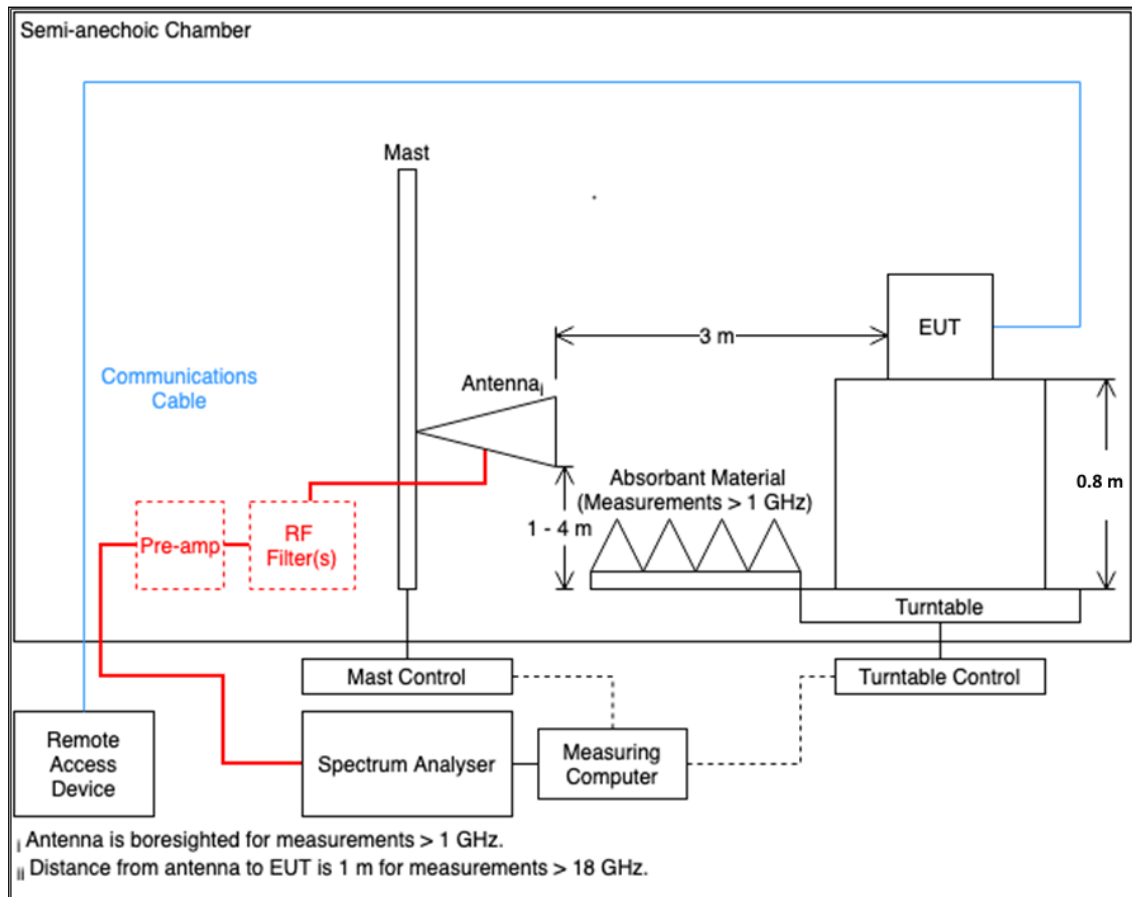 Semi-anechoic Chamber
Mast
EUT
3 m
Communications
Cable
Antennaᵢ
Absorbant Material
(Measurements > 1 GHz)
0.8 m
1 - 4 m
Pre-amp
RF
Filter(s)
Turntable
Mast Control
Turntable Control
Remote
Access
Device
Spectrum Analyser
Measuring
Computer
i Antenna is boresighted for measurements > 1 GHz.
ii Distance from antenna to EUT is 1 m for measurements > 18 GHz.